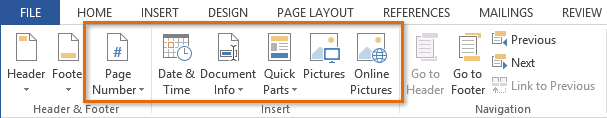 FILE HOME INSERT DESIGN PAGE LAYOUT REFERENCES MAILINGS REVIEW
Header
Footer
#
Page
Number
Date &
Time
Document
Info
Quick
Parts
Pictures
Online
Pictures
Go to
Header
Go to
Footer
Previous
Next
Link to Previous
Header & Footer
Insert
Navigation